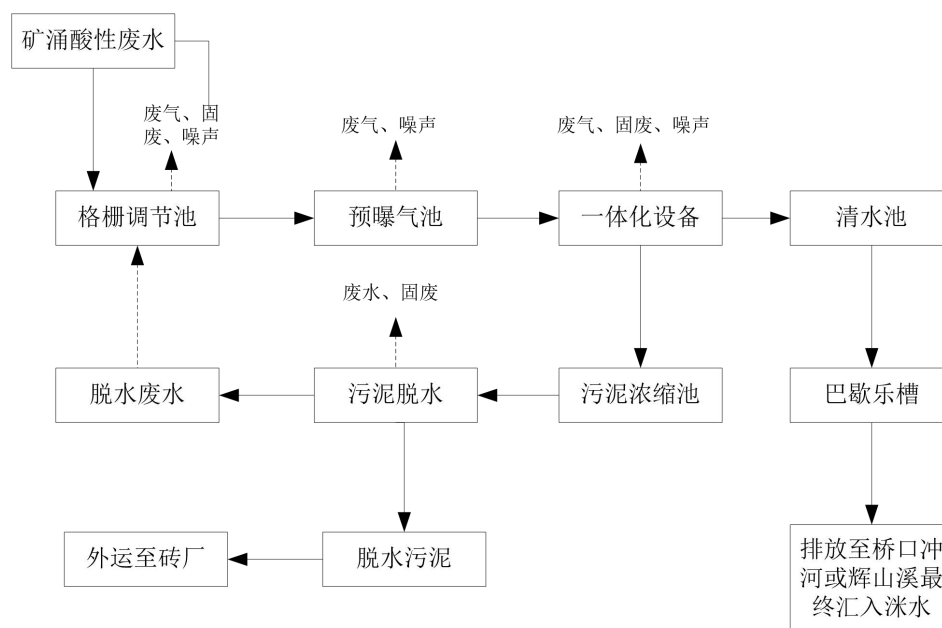 矿涌酸性废水
废气、固
废、噪声
废气、噪声
废气、固废、噪声
格栅调节池
预曝气池
一体化设备
清水池
废水、固废
脱水废水
污泥脱水
污泥浓缩池
巴歇乐槽
外运至砖厂
脱水污泥
排放至桥口冲
河或辉山溪最
终汇入洣水